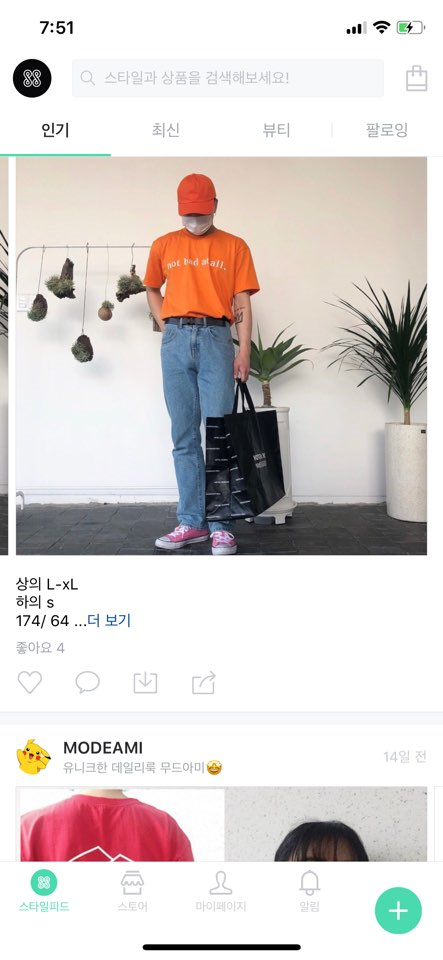 7:51
스타일과 상품을 검색해보세요!
인기
최신
뷰티
팔로잉
not bad at all.
상의 L-xL
하의 s
174/ 64 ...더 보기
좋아요 4
MODEAMI
14일 전
유니크한 데일리룩 무드아미🤩
스타일피드
스토어
마이페이지
알림